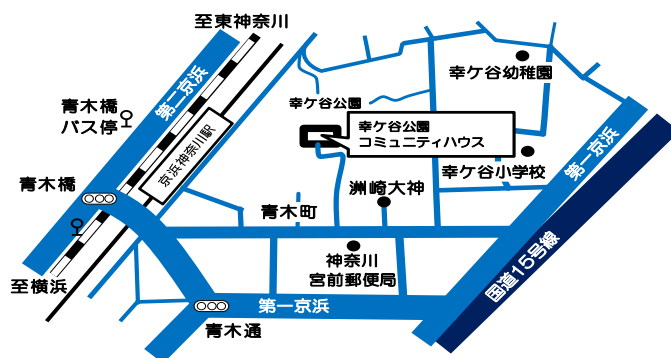 至東神奈川
第二京浜
青木橋
バス停
京浜神奈川駅
青木橋
至横浜
幸ケ谷公園
幸ケ谷公園
コミュニティハウス
幸ケ谷幼稚園
幸ケ谷小学校
第一京浜
国道15号線
洲崎大神
青木町
神奈川
宮前郵便局
第一京浜
青木通